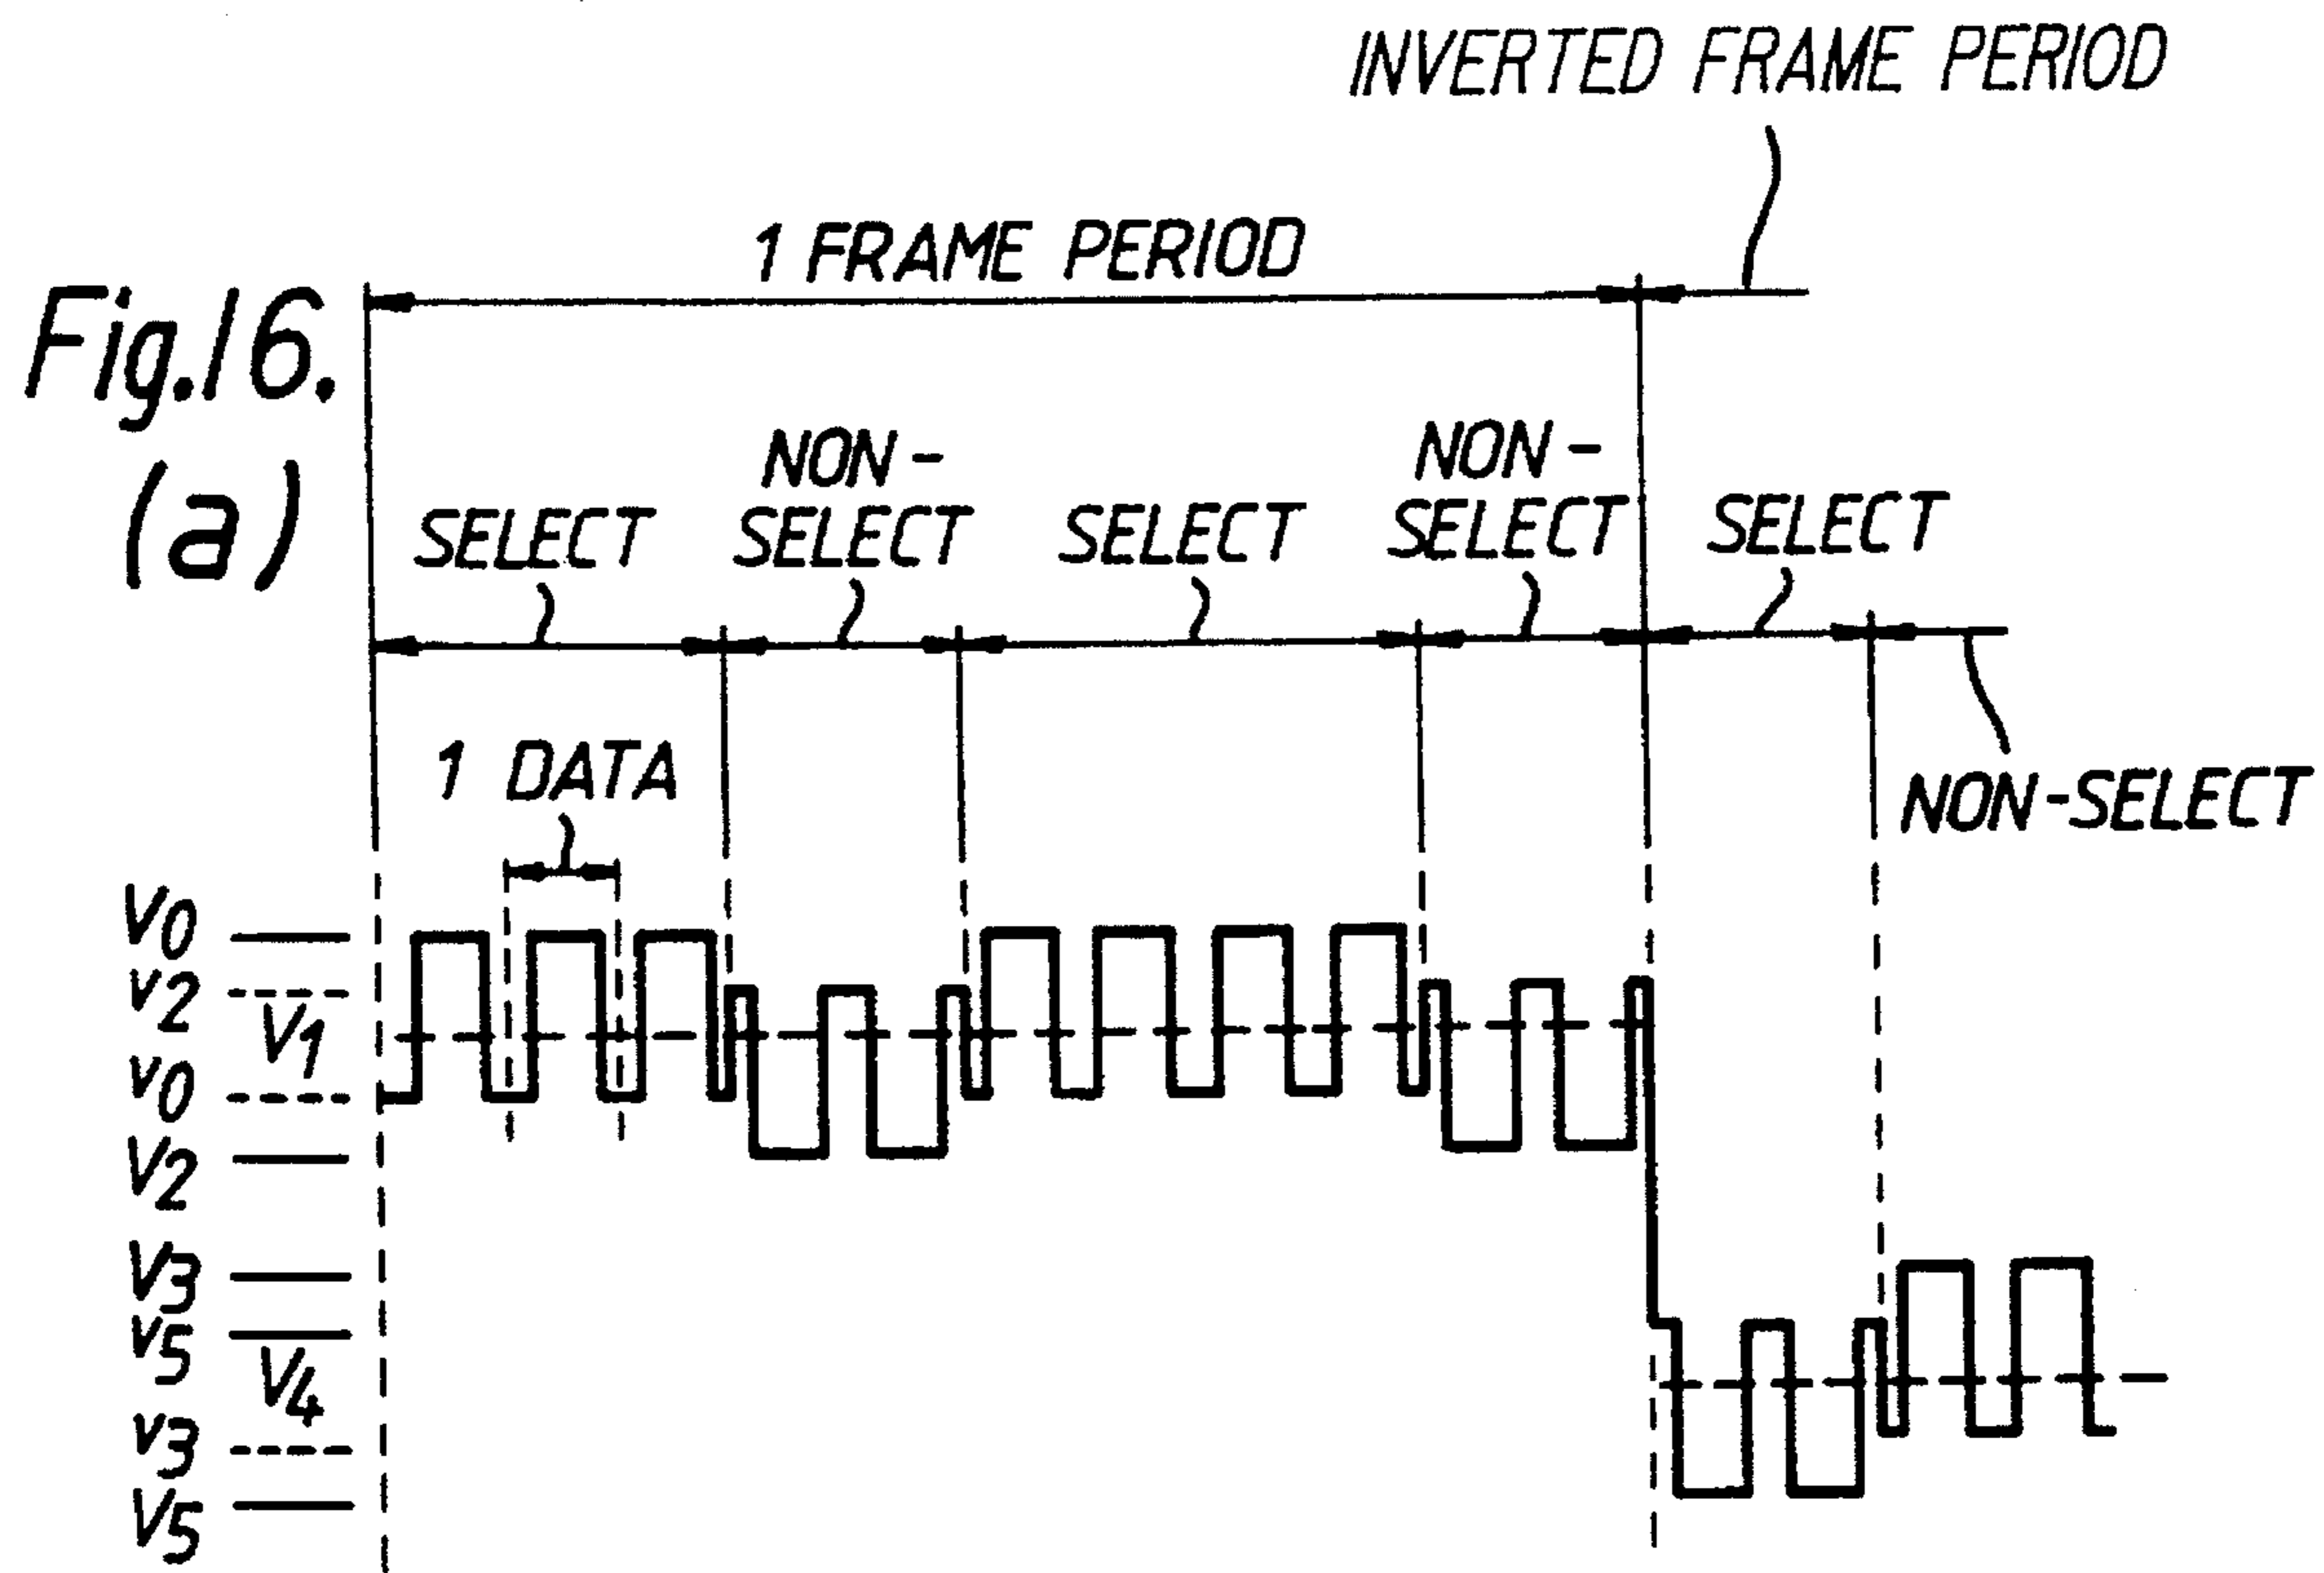 INVERTED FRAME PERIOD
1 FRAME PERIOD
Fig.16.
(a)
SELECT
NON-
SELECT
SELECT
NON-
SELECT
SELECT
1 DATA
NON-SELECT
V0
v2
V1
v0
V2
V3
v5
V4
v3
V5